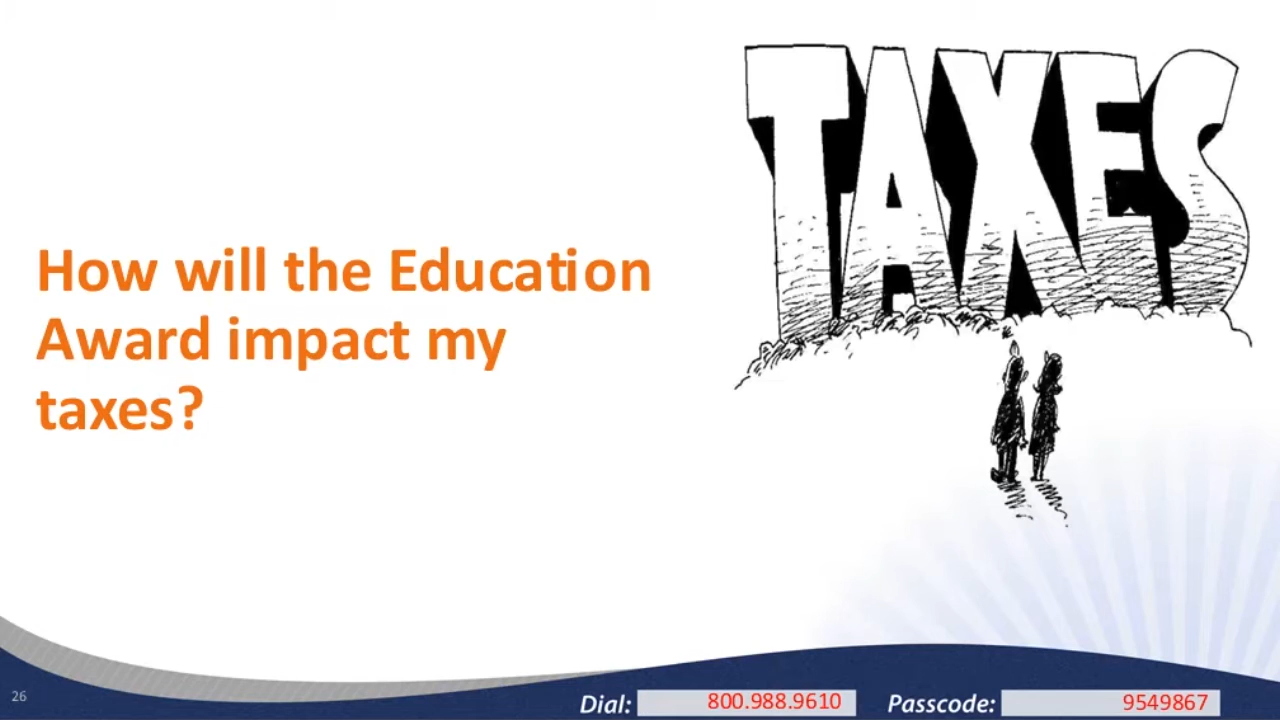 TAXES
How will the Education
Award impact my
taxes?
26
Dial: 800.988.9610 Passcode: 9549867